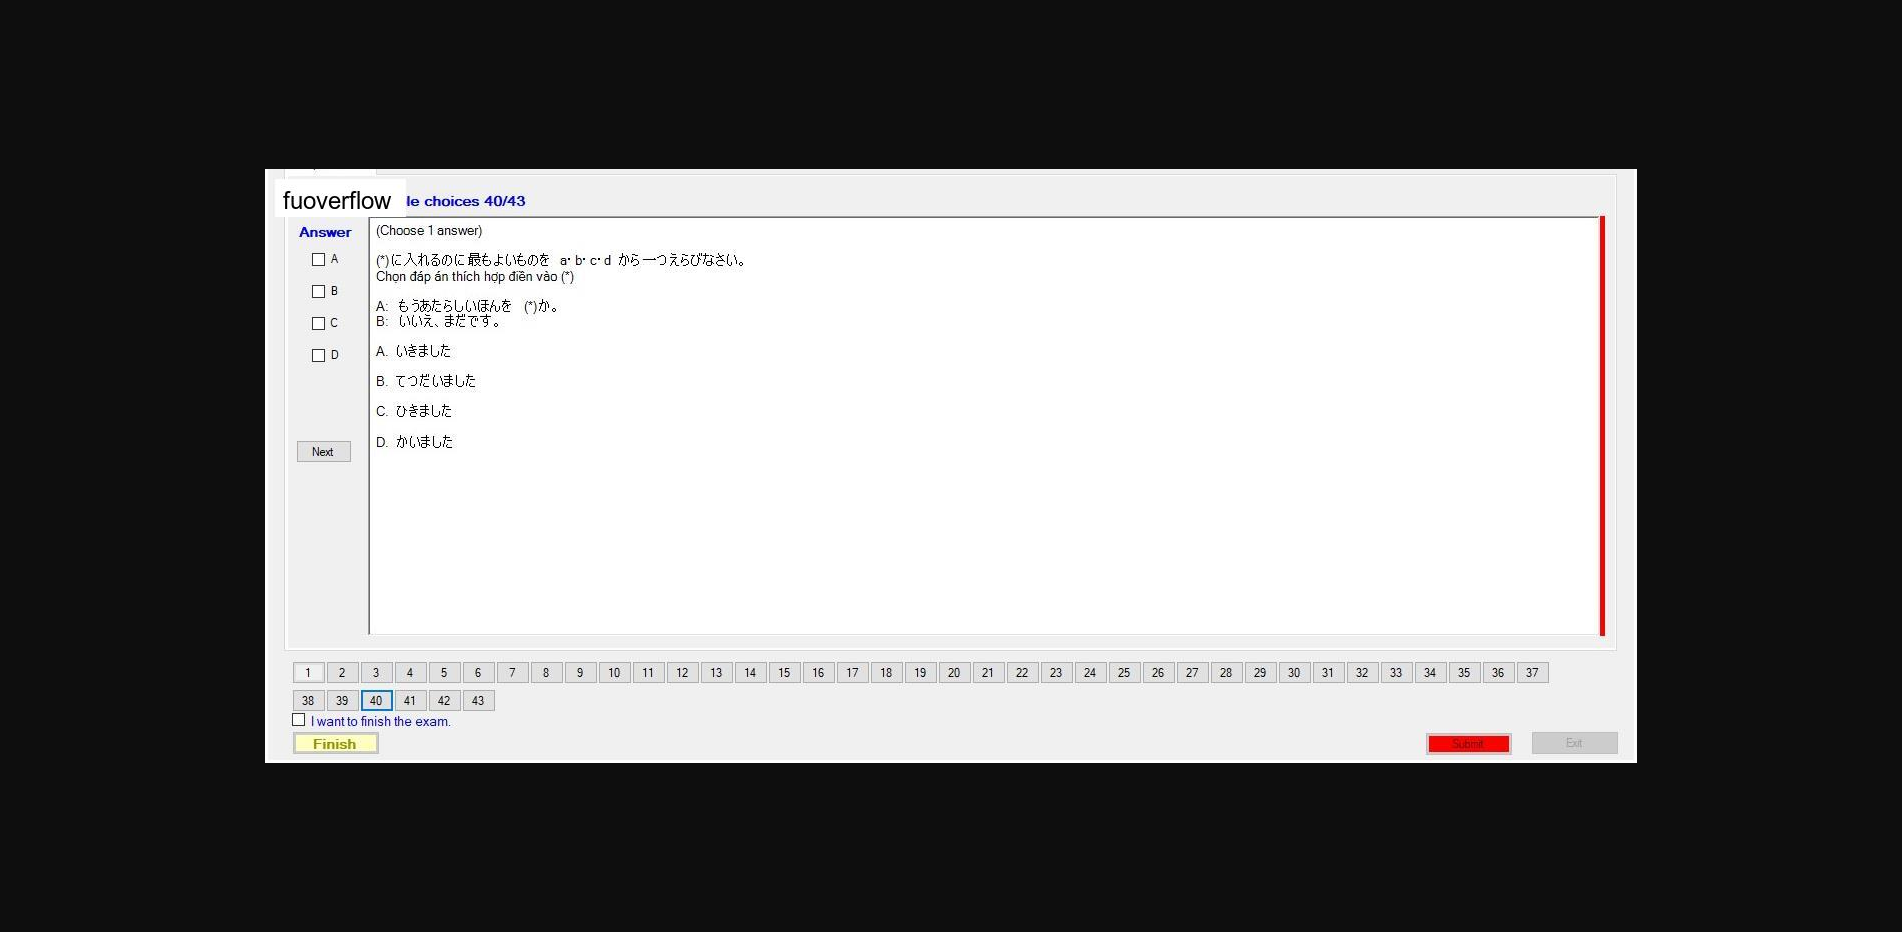 fuoverflow
le choices 40/43
Answer
(Choose 1 answer)
A
(*)に入れるのに最もよいものを a・b・c・d から一つえらびなさい。
Chọn đáp án thích hợp điền vào (*)
B
A: もうあたらしいほんを (*)か。
B: いいえ、まだです。
C
A. いきました
D
B. てつだいました
C. ひきました
D. かいました
Next
1 2 3 4 5 6 7 8 9 10 11 12 13 14 15 16 17 18 19 20 21 22 23 24 25 26 27 28 29 30 31 32 33 34 35 36 37
38 39 40 41 42 43
I want to finish the exam.
Finish
Submit
Exit